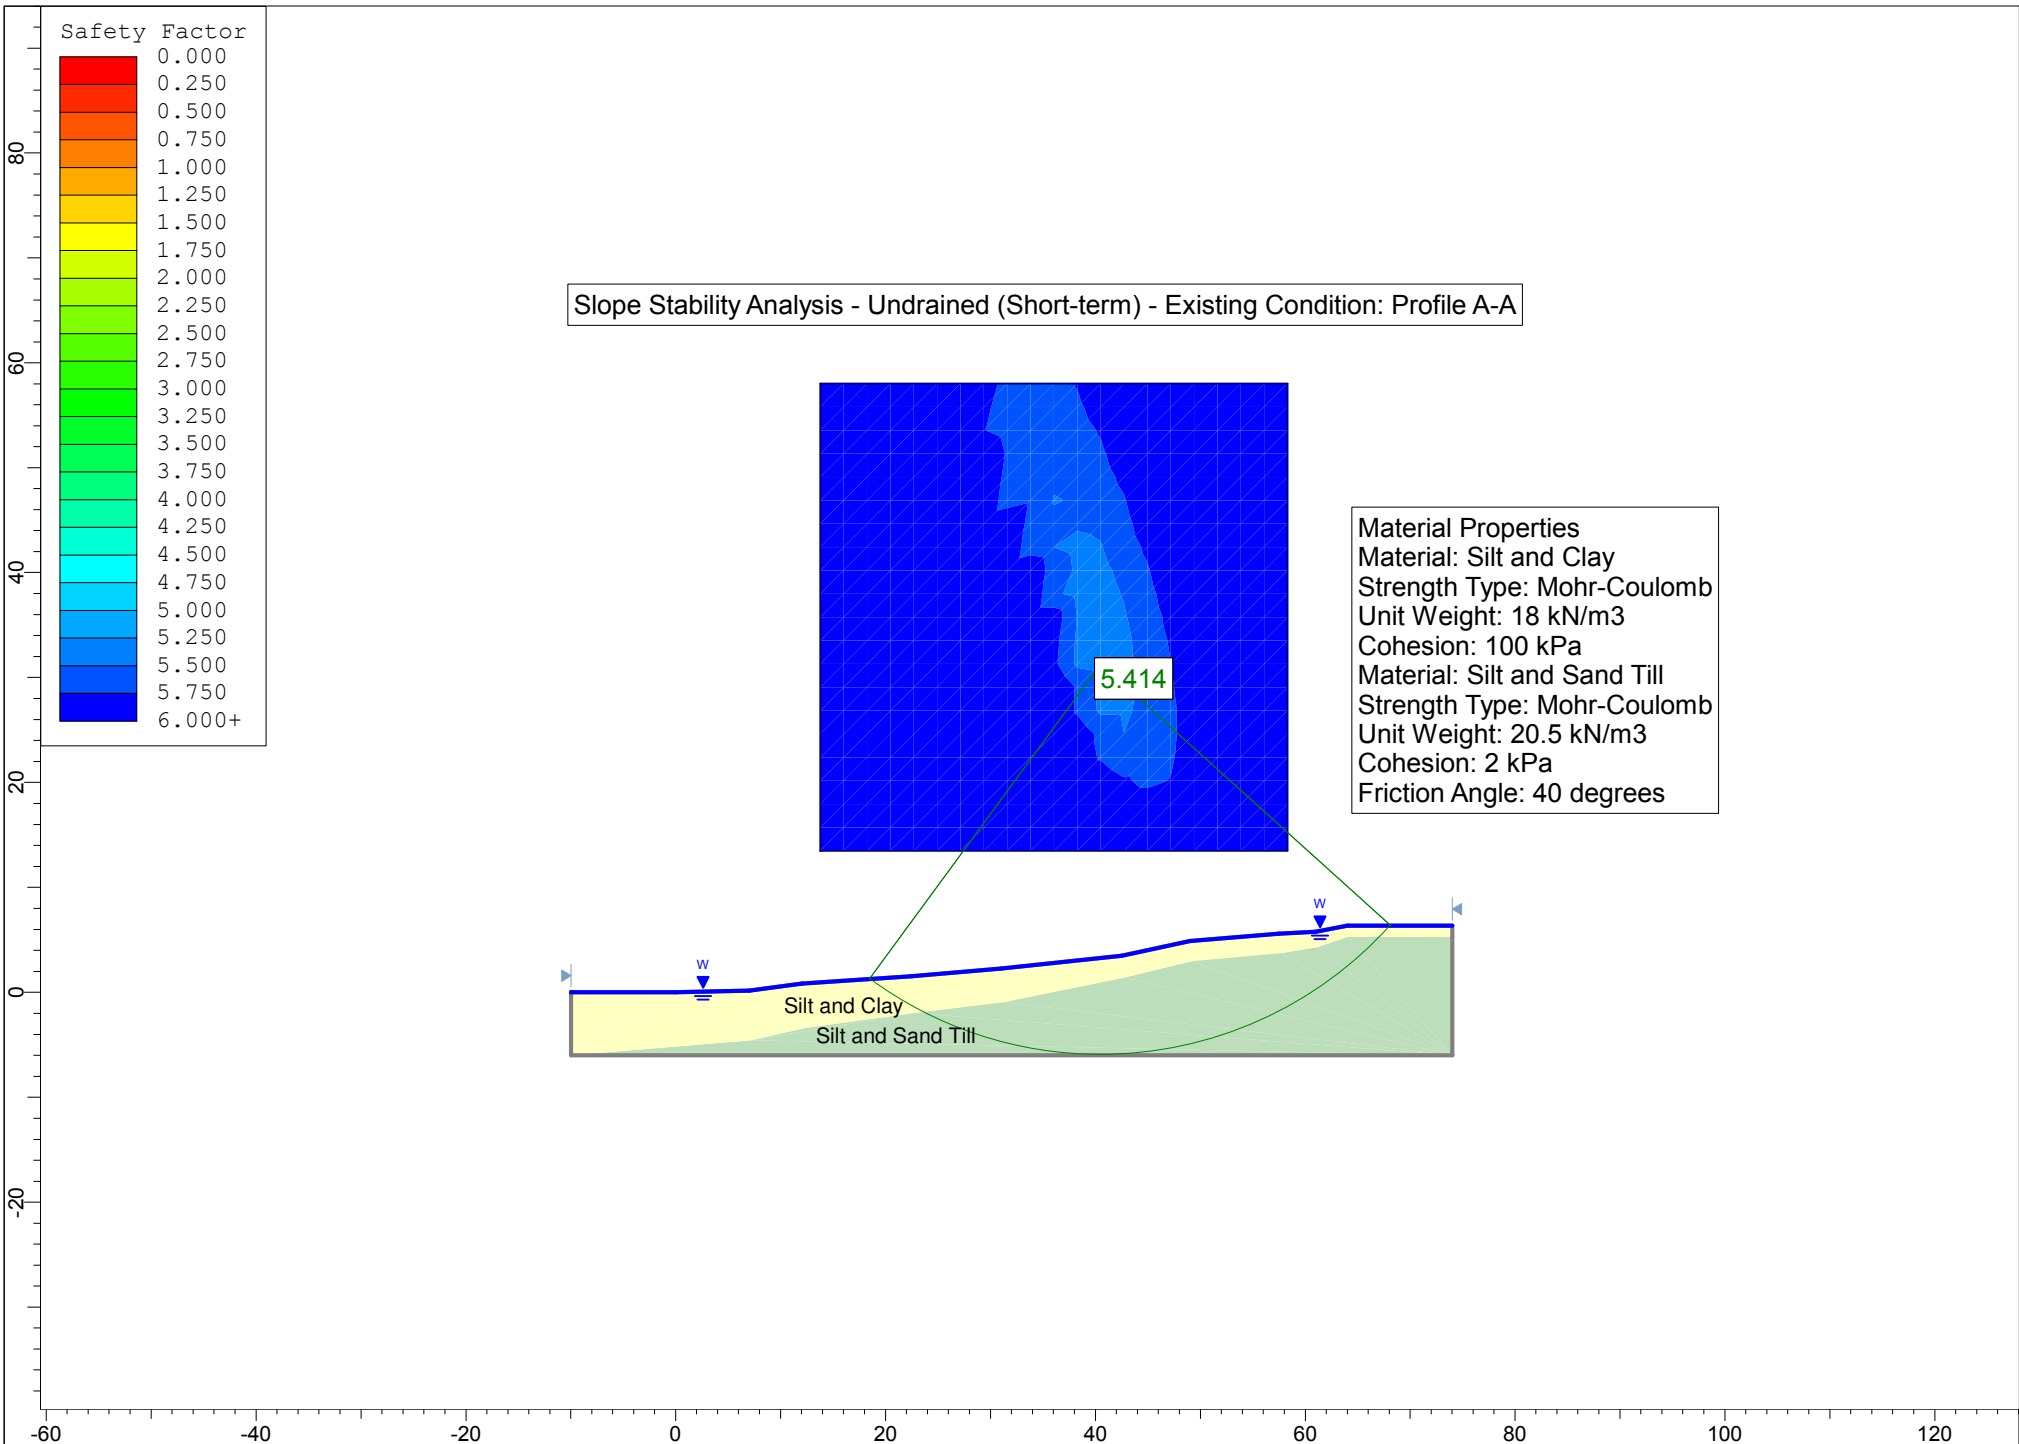 Safety Factor
0.000
0.250
0.500
0.750
1.000
1.250
1.500
1.750
2.000
2.250
2.500
2.750
3.000
3.250
3.500
3.750
4.000
4.250
4.500
4.750
5.000
5.250
5.500
5.750
6.000+
Slope Stability Analysis - Undrained (Short-term) - Existing Condition: Profile A-A
5.414
Material Properties
Material: Silt and Clay
Strength Type: Mohr-Coulomb
Unit Weight: 18 kN/m3
Cohesion: 100 kPa
Material: Silt and Sand Till
Strength Type: Mohr-Coulomb
Unit Weight: 20.5 kN/m3
Cohesion: 2 kPa
Friction Angle: 40 degrees
W
W
Silt and Clay
Silt and Sand Till
80
60
40
20
0
-20
-60 -40 -20 0 20 40 60 80 100 120